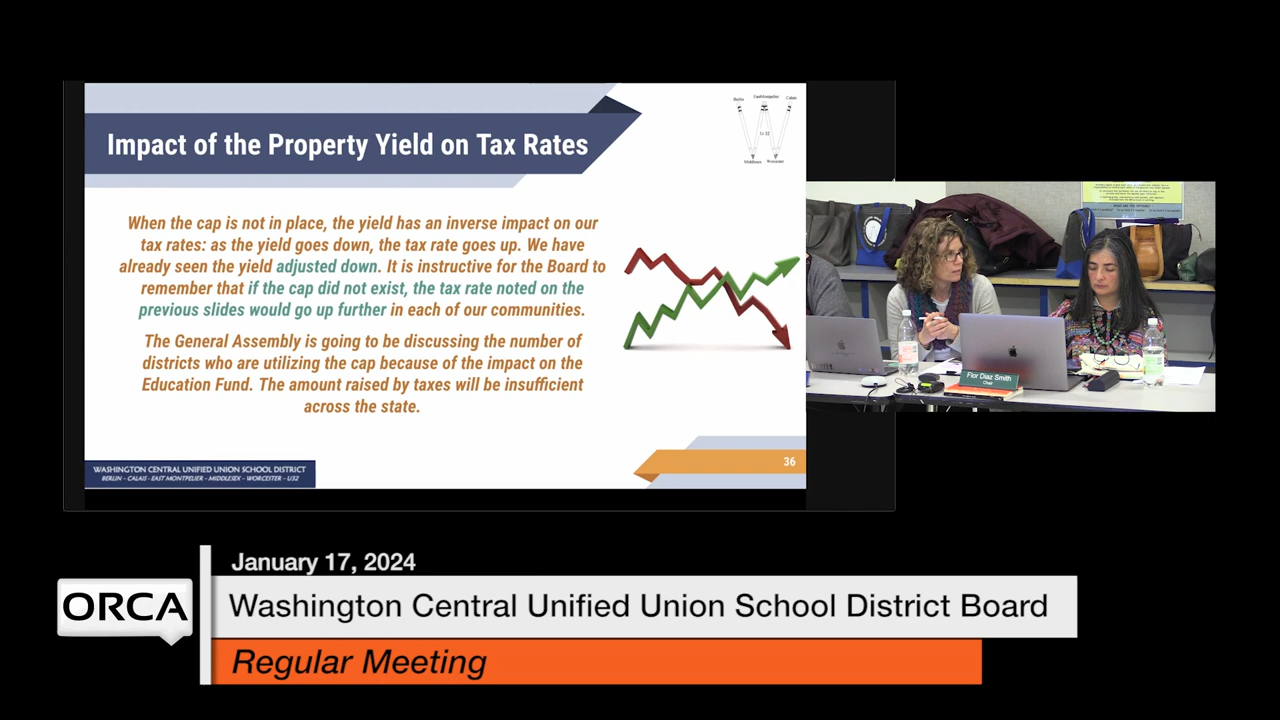 Impact of the Property Yield on Tax Rates
Berlin
EastMontpelier
Calais
U-32
Middlesex
Worcester
When the cap is not in place, the yield has an inverse impact on our
tax rates: as the yield goes down, the tax rate goes up. We have
already seen the yield adjusted down. It is instructive for the Board to
remember that if the cap did not exist, the tax rate noted on the
previous slides would go up further in each of our communities.
The General Assembly is going to be discussing the number of
districts who are utilizing the cap because of the impact on the
Education Fund. The amount raised by taxes will be insufficient
across the state.
36
WASHINGTON CENTRAL UNIFIED UNION SCHOOL DISTRICT
BERLIN – CALAIS – EAST MONTPELIER – MIDDLESEX – WORCESTER – U32
Flor Diaz Smith
Chair
January 17, 2024
ORCA
Washington Central Unified Union School District Board
Regular Meeting